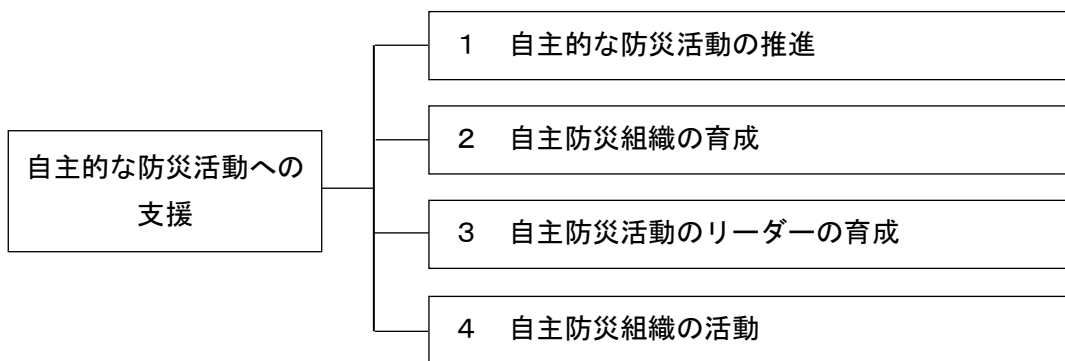 自主的な防災活動への
支援
１　自主的な防災活動の推進
２　自主防災組織の育成
３　自主防災活動のリーダーの育成
４　自主防災組織の活動